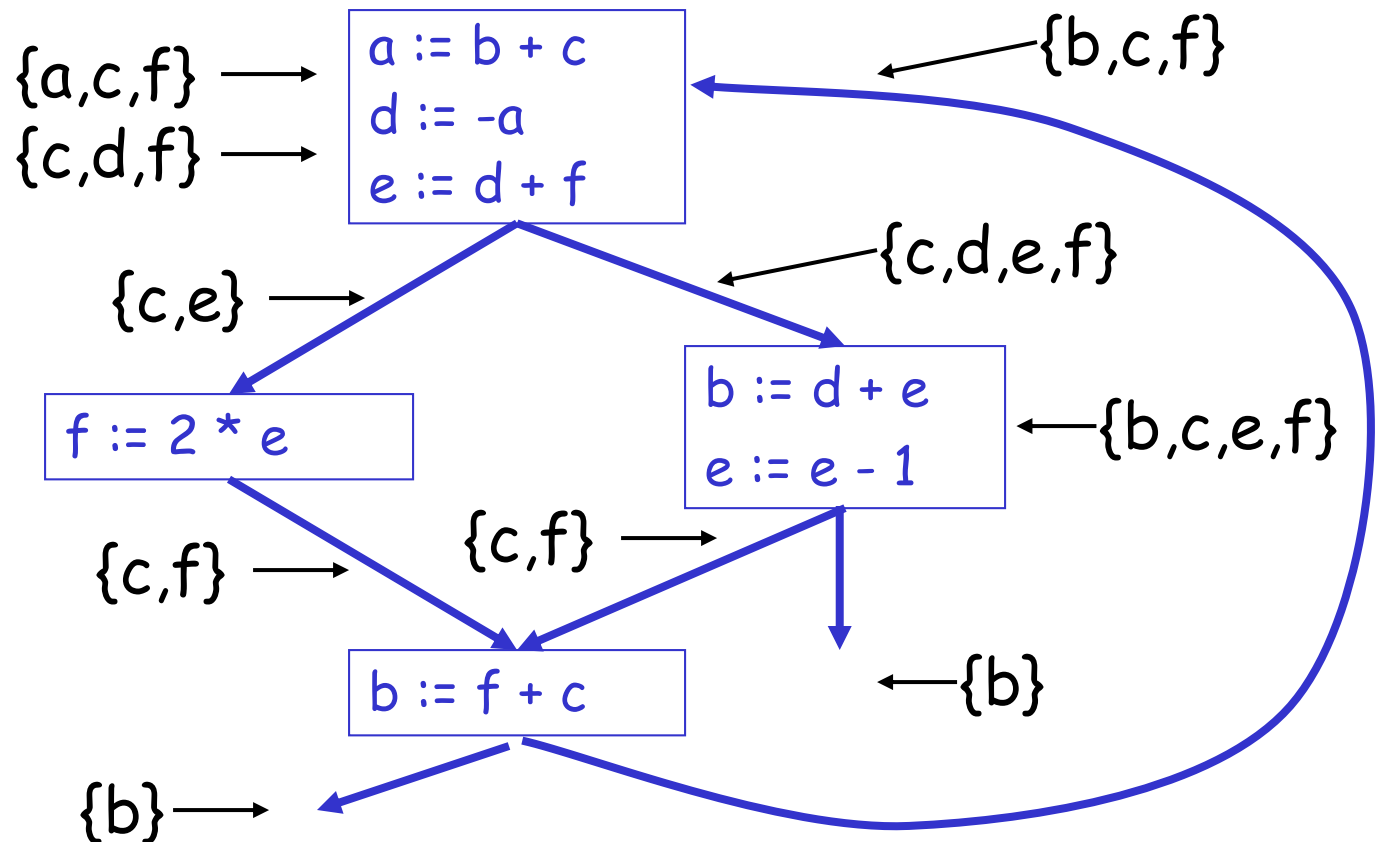 {b,c,f}
a := b + c
{a,c,f}
d := -a
{c,d,f}
e := d + f
{c,d,e,f}
{c,e}
b := d + e
f := 2 * e
{b,c,e,f}
e := e - 1
{c,f}
{c,f}
b := f + c
{b}
{b}